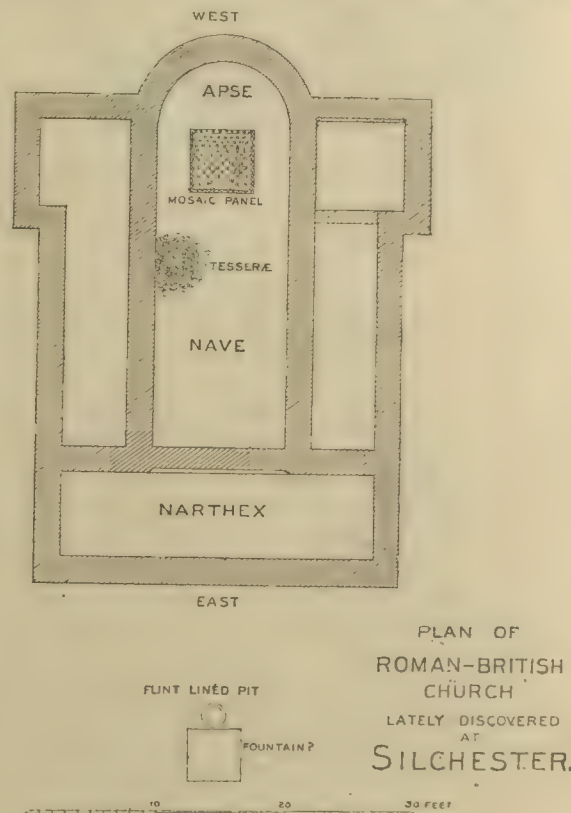 WEST
APSE
MOSAIC PANEL
TESSERÆ
NAVE
NARTHEX
EAST
PLAN OF
ROMAN-BRITISH
CHURCH
LATELY DISCOVERED
AT
SILCHESTER.
FLINT LINED PIT
FOUNTAIN?
10 20 30 FEET